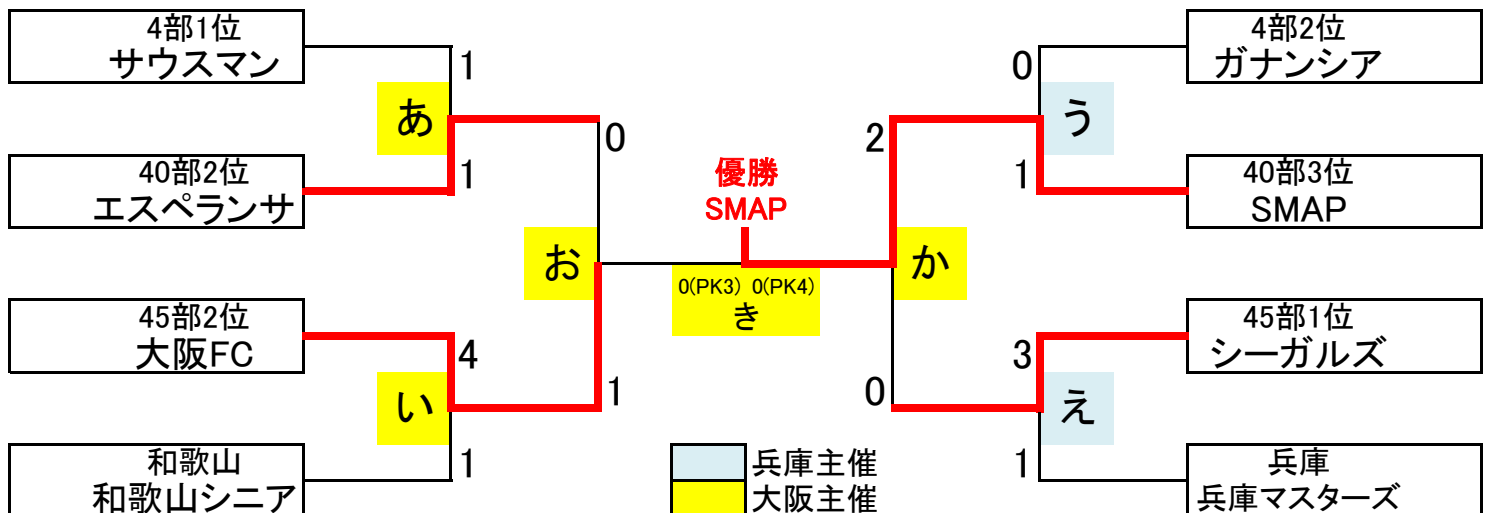 4部1位
サウスマン
1
あ
40部2位
エスペランサ
1
0
45部2位
大阪FC
4
い
和歌山
和歌山シニア
1
お
1
優勝
SMAP
0(PK3) 0(PK4)
き
兵庫主催
大阪主催
2
か
0
4部2位
ガナンシア
0
う
40部3位
SMAP
1
45部1位
シーガルズ
3
え
兵庫
兵庫マスターズ
1